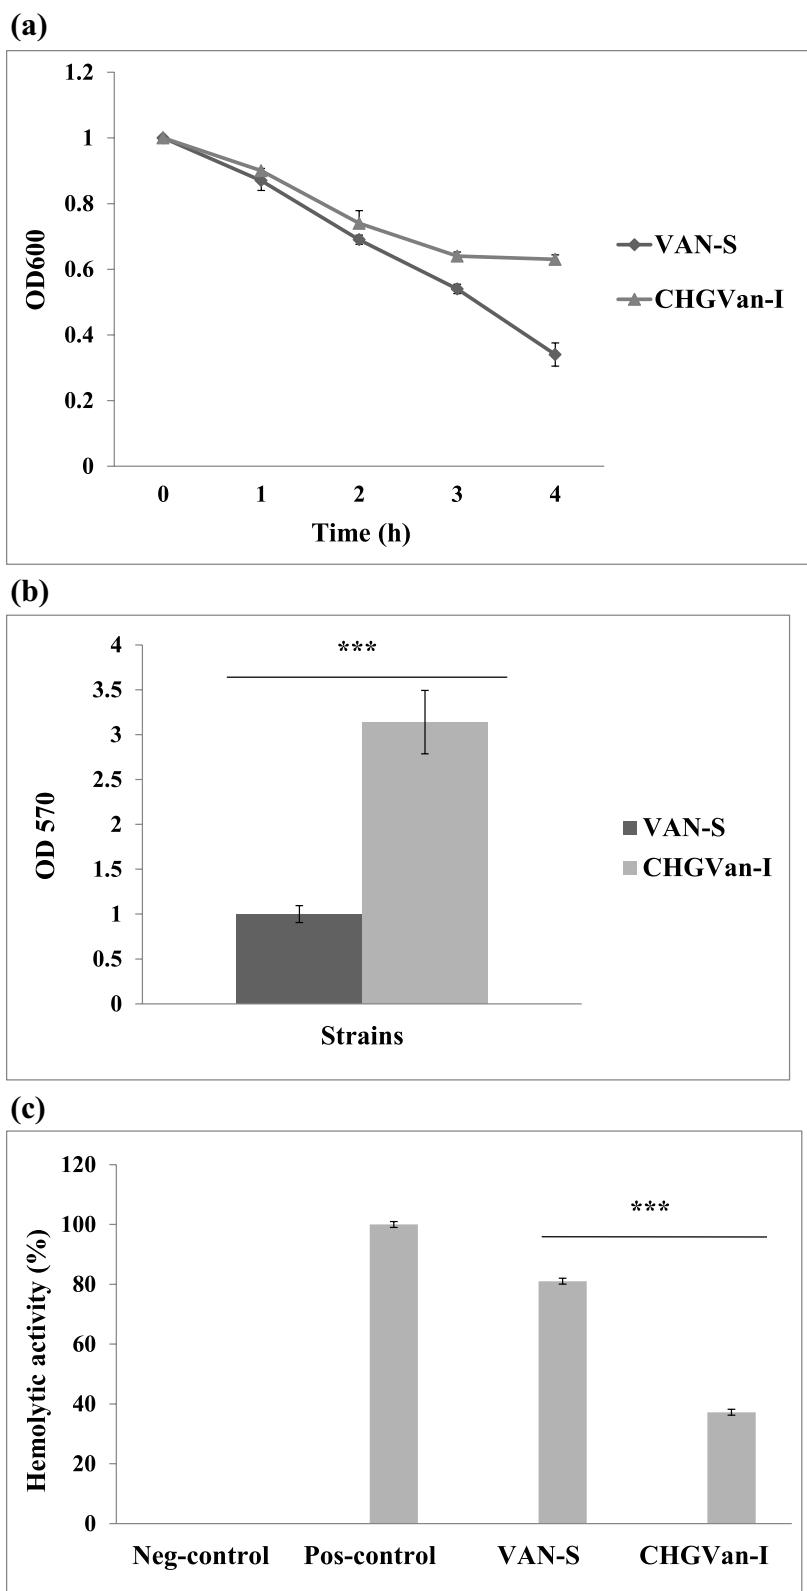 (a)
1.2
1
0.8
0.6
0.4
0.2
0
OD600
0 1 2 3 4
Time (h)
VAN-S
CHGVan-I
(b)
4
3.5
3
2.5
2
1.5
1
0.5
0
OD 570
***
Strains
VAN-S
CHGVan-I
(c)
120
100
80
60
40
20
0
Hemolytic activity (%)
***
Neg-control Pos-control VAN-S CHGVan-I